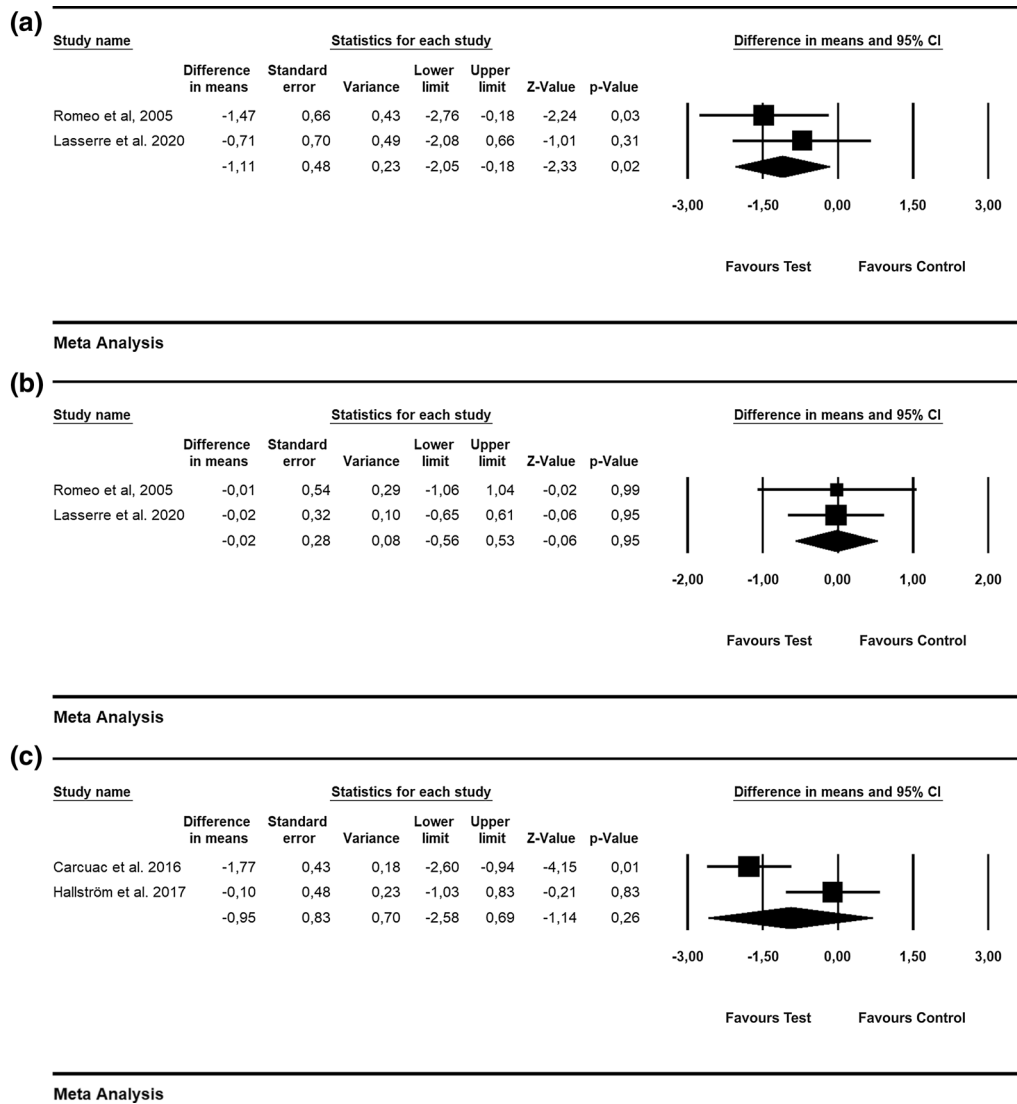 (a)
Study name Statistics for each study Difference in means and 95% CI
Difference Standard Lower Upper
in means error Variance limit limit Z-Value p-Value
Romeo et al, 2005 -1,47 0,66 0,43 -2,76 -0,18 -2,24 0,03
Lasserre et al. 2020 -0,71 0,70 0,49 -2,08 0,66 -1,01 0,31
-1,11 0,48 0,23 -2,05 -0,18 -2,33 0,02
-3,00 -1,50 0,00 1,50 3,00
Favours Test Favours Control
Meta Analysis
(b)
Study name Statistics for each study Difference in means and 95% CI
Difference Standard Lower Upper
in means error Variance limit limit Z-Value p-Value
Romeo et al, 2005 -0,01 0,54 0,29 -1,06 1,04 -0,02 0,99
Lasserre et al. 2020 -0,02 0,32 0,10 -0,65 0,61 -0,06 0,95
-0,02 0,28 0,08 -0,56 0,53 -0,06 0,95
-2,00 -1,00 0,00 1,00 2,00
Favours Test Favours Control
Meta Analysis
(c)
Study name Statistics for each study Difference in means and 95% CI
Difference Standard Lower Upper
in means error Variance limit limit Z-Value p-Value
Carcuac et al. 2016 -1,77 0,43 0,18 -2,60 -0,94 -4,15 0,01
Hallström et al. 2017 -0,10 0,48 0,23 -1,03 0,83 -0,21 0,83
-0,95 0,83 0,70 -2,58 0,69 -1,14 0,26
-3,00 -1,50 0,00 1,50 3,00
Favours Test Favours Control
Meta Analysis